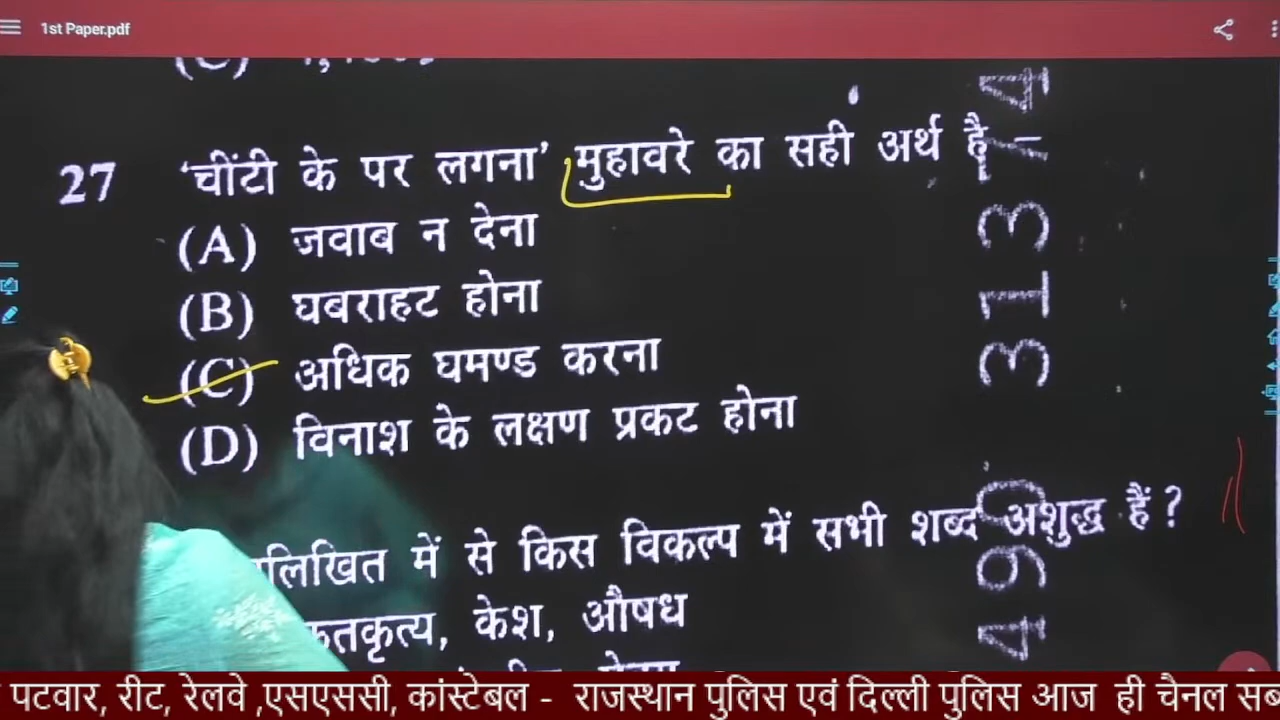 1st Paper.pdf
27 'चींटी के पर लगना' मुहावरे का सही अर्थ है
(A) जवाब न देना
(B) घबराहट होना
(C) अधिक घमण्ड करना
(D) विनाश के लक्षण प्रकट होना
लिखित में से किस विकल्प में सभी शब्द अशुद्ध हैं ?
कृतकृत्य, केश, औषध
पटवार, रीट, रेलवे ,एसएससी, कांस्टेबल - राजस्थान पुलिस एवं दिल्ली पुलिस आज ही चैनल सब